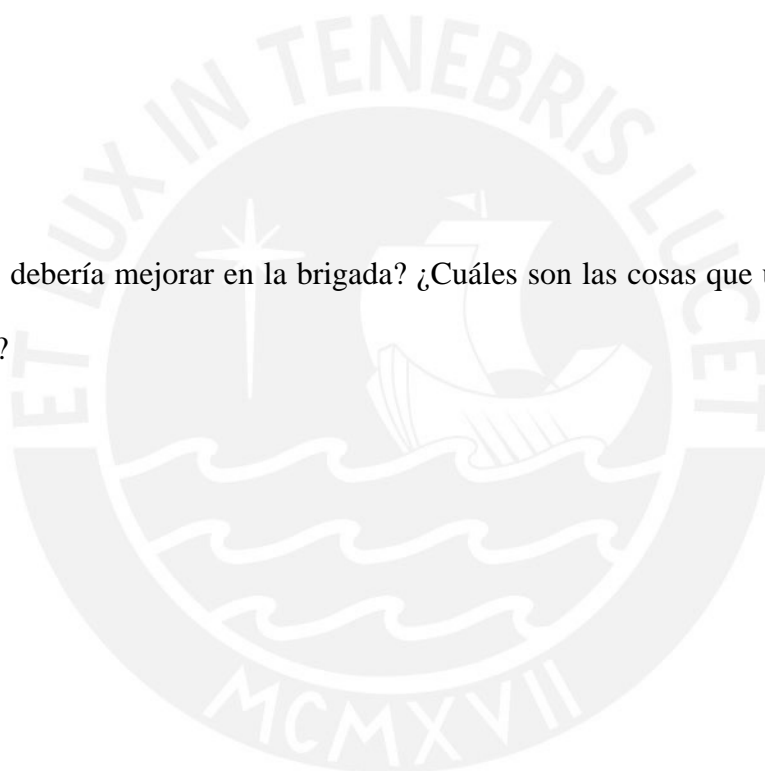 ET LUX IN TENEBRIS LUCET
debería mejorar en la brigada? ¿Cuáles son las cosas que
?
MCMXVII